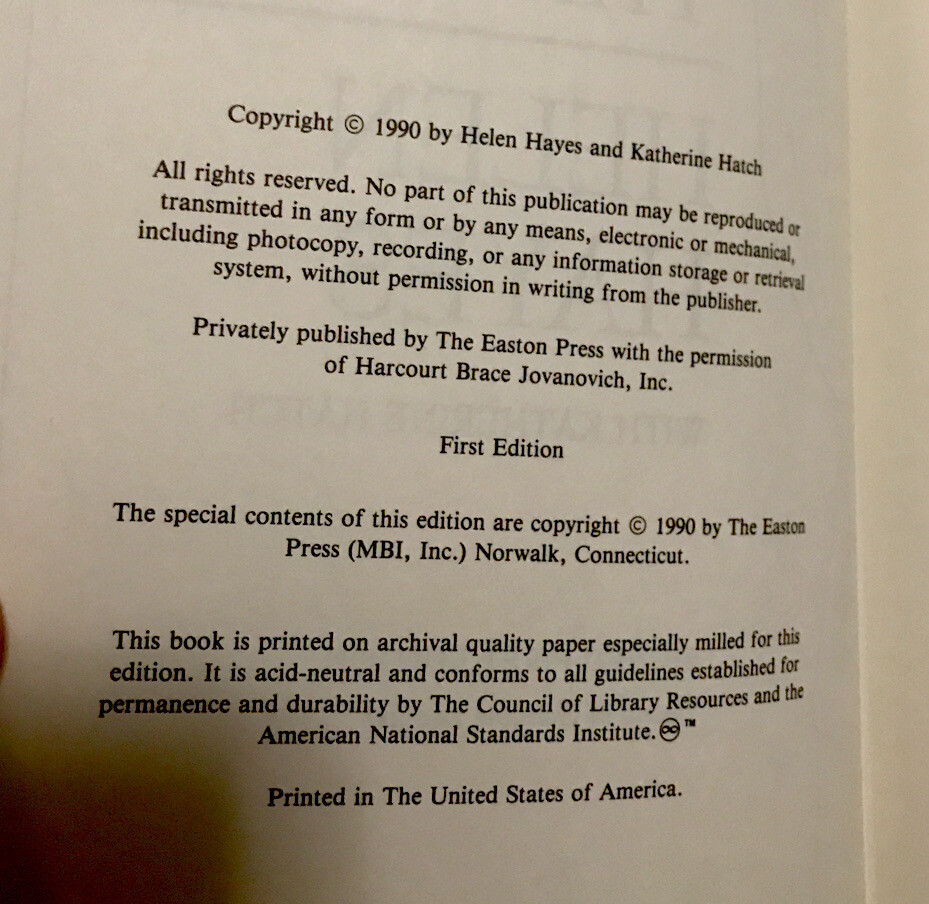 Copyright © 1990 by Helen Hayes and Katherine Hatch
All rights reserved. No part of this publication may be reproduced or
transmitted in any form or by any means, electronic or mechanical,
including photocopy, recording, or any information storage or retrieval
system, without permission in writing from the publisher.
Privately published by The Easton Press with the permission
of Harcourt Brace Jovanovich, Inc.
First Edition
The special contents of this edition are copyright © 1990 by The Easton
Press (MBI, Inc.) Norwalk, Connecticut.
This book is printed on archival quality paper especially milled for this
edition. It is acid-neutral and conforms to all guidelines established for
permanence and durability by The Council of Library Resources and the
American National Standards Institute.♾™
Printed in The United States of America.